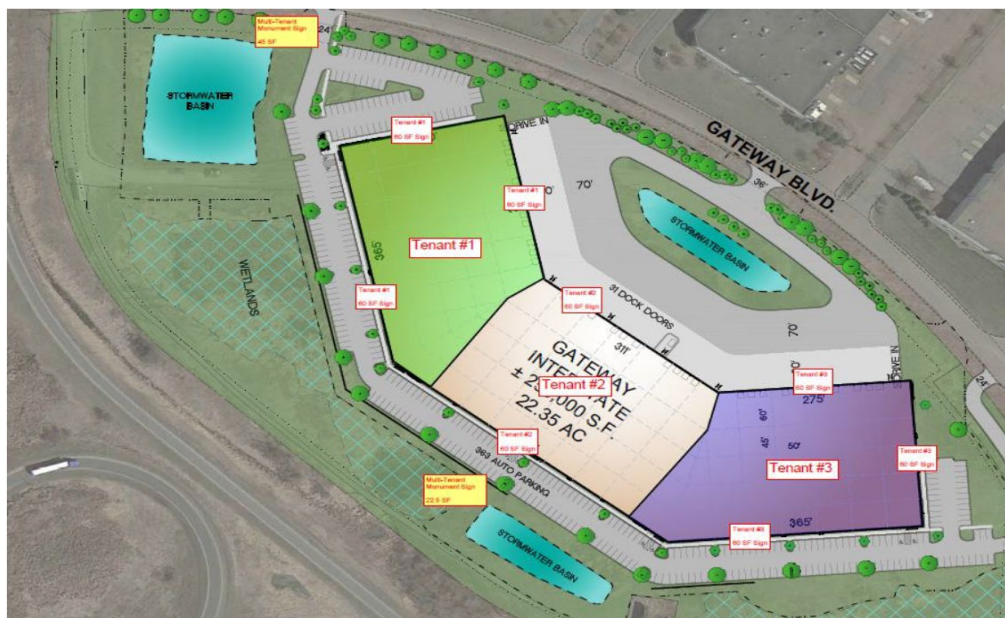 Multi-Tenant
Monument Sign
45 SF
24'
STORMWATER
BASIN
Tenant #1
60 SF Sign
DRIVE IN
GATEWAY BLVD.
36'
70'
Tenant #1
60 SF Sign
STORMWATER
BASIN
Tenant #1
365'
WETLANDS
Tenant #1
60 SF Sign
Tenant #2
60 SF Sign
31 DOCK DOORS
311'
70'
GATEWAY
Tenant #2
22.35 AC
DRIVE IN
24'
Tenant #3
60 SF Sign
275'
60'
45'
50'
Tenant #3
Tenant #3
60 SF Sign
Tenant #2
60 SF Sign
363 AUTO PARKING
Multi-Tenant
Monument Sign
22.5 SF
STORMWATER
BASIN
365'
Tenant #3
60 SF Sign